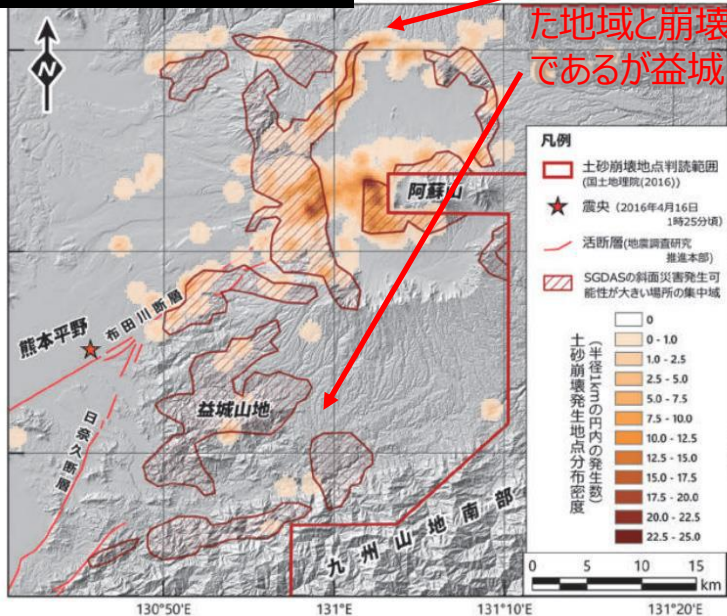 た地域と崩壊
であるが益城
N
阿蘇山
熊本平野
布田川断層
益城山地
日奈久断層
九州山地南部
凡例
土砂崩壊地点判読範囲
(国土地理院(2016))
震央 (2016年4月16日
1時25分頃)
活断層(地震調査研究
推進本部)
SGDASの斜面災害発生可
能性が大きい場所の集中域
土砂崩壊発生地点分布密度
(半径1kmの円内の発生数)
0
0 - 1.0
1.0 - 2.5
2.5 - 5.0
5.0 - 7.5
7.5 - 10.0
10.0 - 12.5
12.5 - 15.0
15.0 - 17.5
17.5 - 20.0
20.0 - 22.5
22.5 - 25.0
0 5 10 15
km
130°50'E 131°E 131°10'E 131°20'E